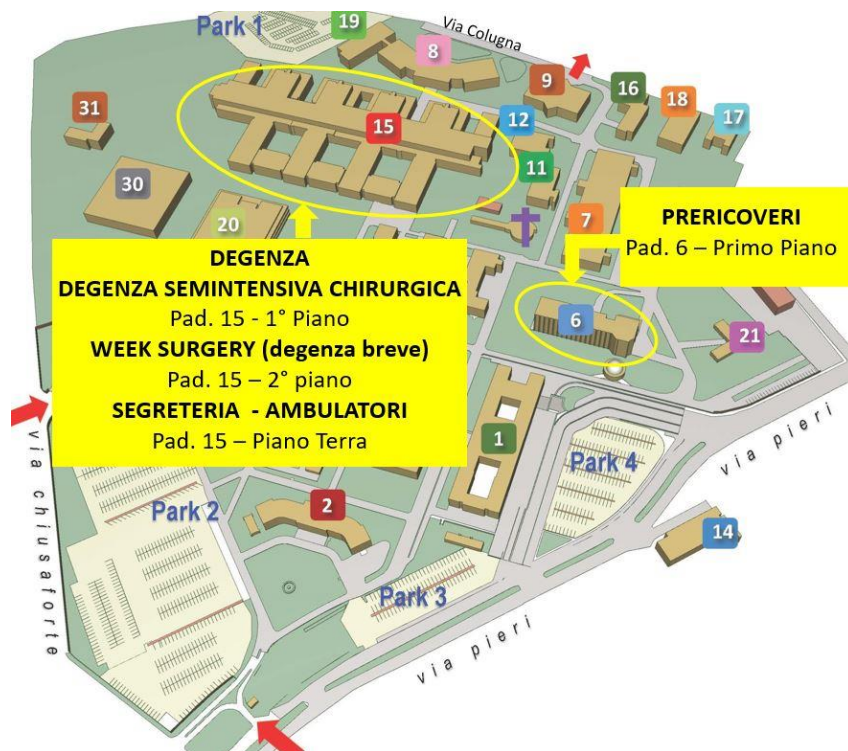 Park 1
19
8
Via Colugna
9
16
18
17
31
15
12
11
30
20
7
PRERICOVERI
Pad. 6 – Primo Piano
DEGENZA
DEGENZA SEMINTENSIVA CHIRURGICA
Pad. 15 - 1° Piano
WEEK SURGERY (degenza breve)
Pad. 15 – 2° piano
SEGRETERIA - AMBULATORI
Pad. 15 – Piano Terra
6
21
1
Park 4
via pieri
via chiusaforte
Park 2
2
14
Park 3
via pieri